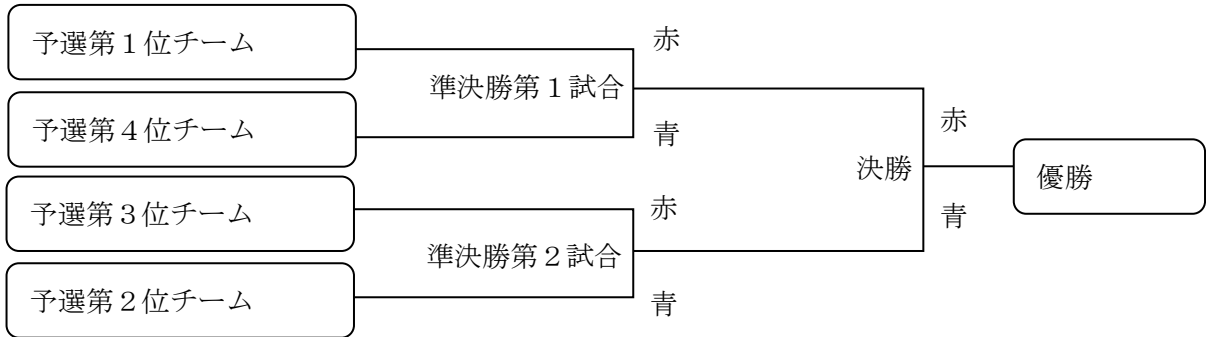 予選第１位チーム
赤
準決勝第１試合
予選第４位チーム
青
赤
決勝
優勝
青
予選第３位チーム
赤
準決勝第２試合
予選第２位チーム
青